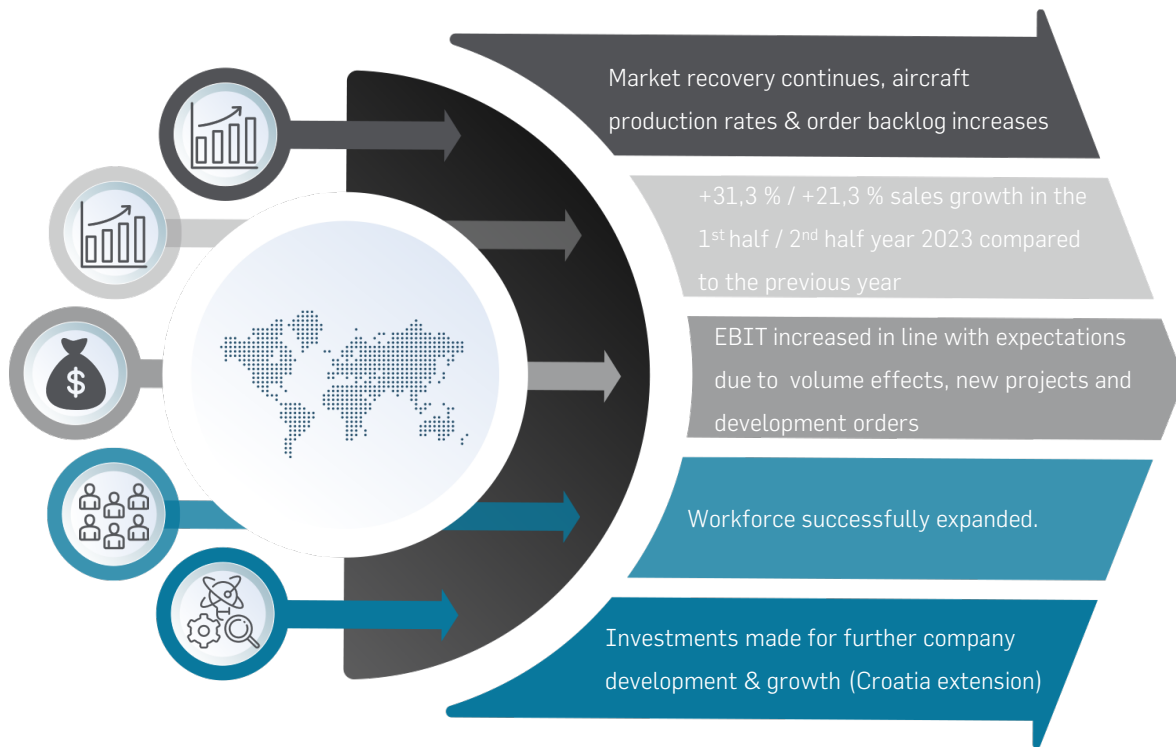 Market recovery continues, aircraft
production rates & order backlog increases
+31,3 % / +21,3 % sales growth in the
1st half / 2nd half year 2023 compared
to the previous year
$
EBIT increased in line with expectations
due to  volume effects, new projects and
development orders
Workforce successfully expanded.
Investments made for further company
development & growth (Croatia extension)